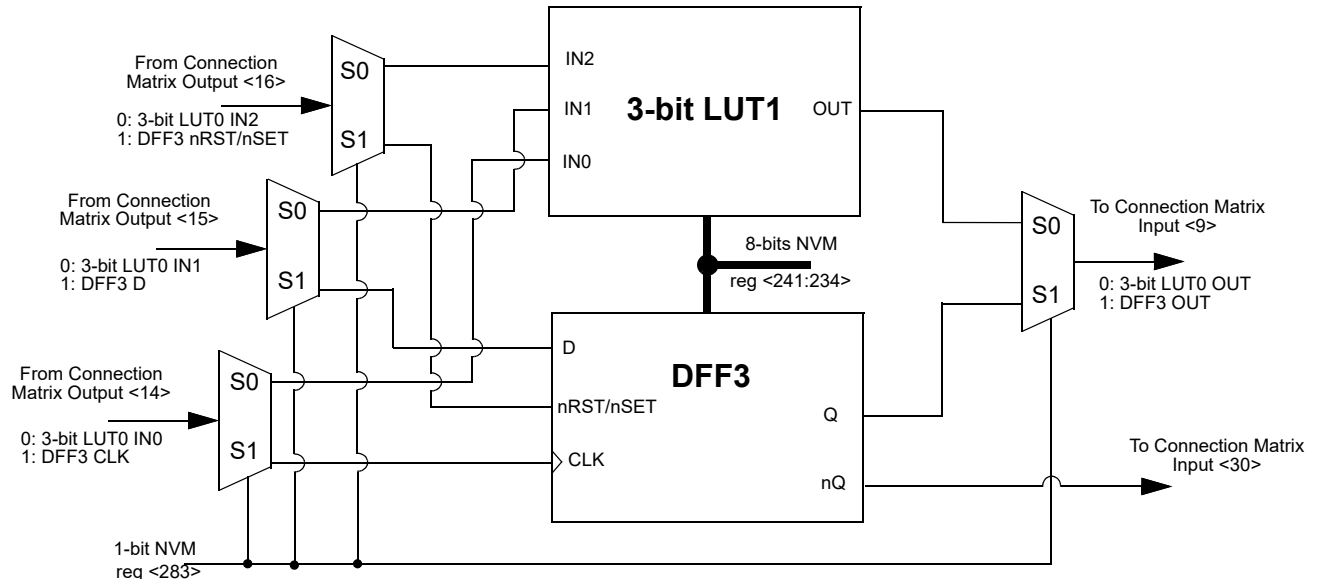 From Connection
Matrix Output <16>
0: 3-bit LUT0 IN2
1: DFF3 nRST/nSET
S0
S1
From Connection
Matrix Output <15>
0: 3-bit LUT0 IN1
1: DFF3 D
S0
S1
From Connection
Matrix Output <14>
0: 3-bit LUT0 IN0
1: DFF3 CLK
S0
S1
1-bit NVM
reg <283>
IN2
IN1
IN0
3-bit LUT1
OUT
8-bits NVM
reg <241:234>
D
nRST/nSET
CLK
DFF3
Q
nQ
S0
S1
To Connection Matrix
Input <9>
0: 3-bit LUT0 OUT
1: DFF3 OUT
To Connection Matrix
Input <30>